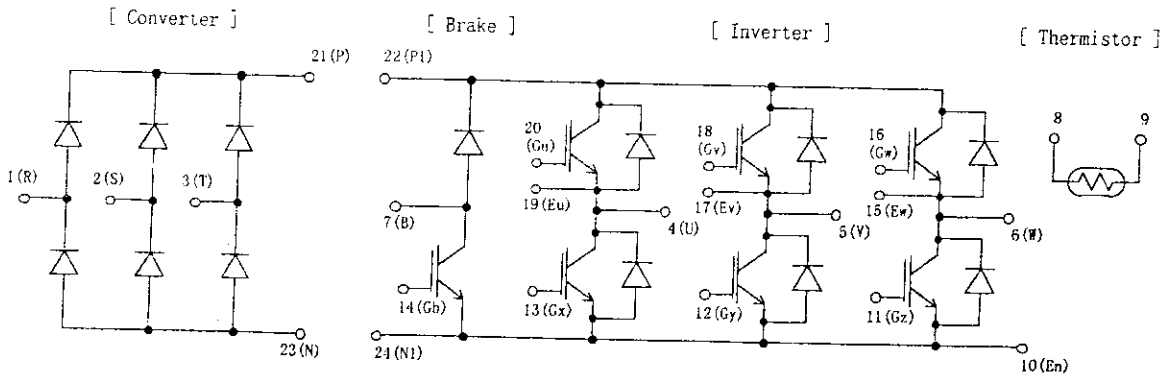 [ Converter ]
[ Brake ]
[ Inverter ]
[ Thermistor ]
21(P)
22(P1)
20
(Gu)
18
(Gv)
16
(Gw)
8
9
1(R)
2(S)
3(T)
19(Eu)
17(Ev)
15(Ew)
7(B)
4(U)
5(V)
6(W)
14(Gb)
13(Gx)
12(Gy)
11(Gz)
23(N)
24(N1)
10(En)